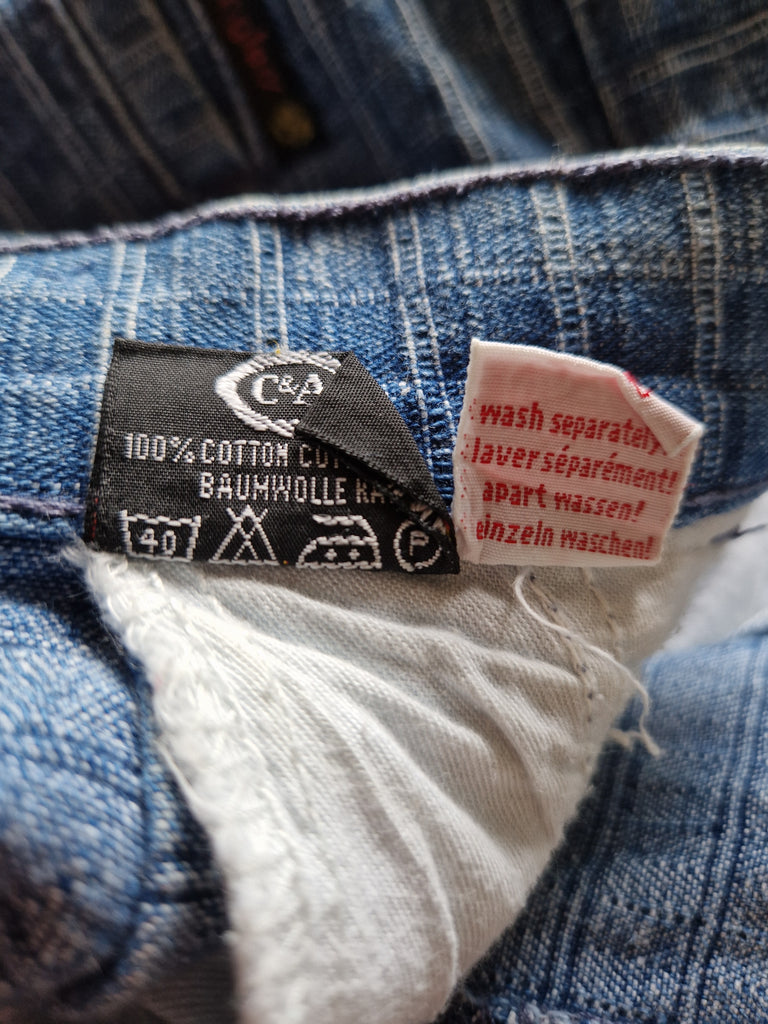 C&A
100% COTTON
BAUMWOLLE
40
P
wash separately
laver séparément!
apart wassen!
einzeln waschen!